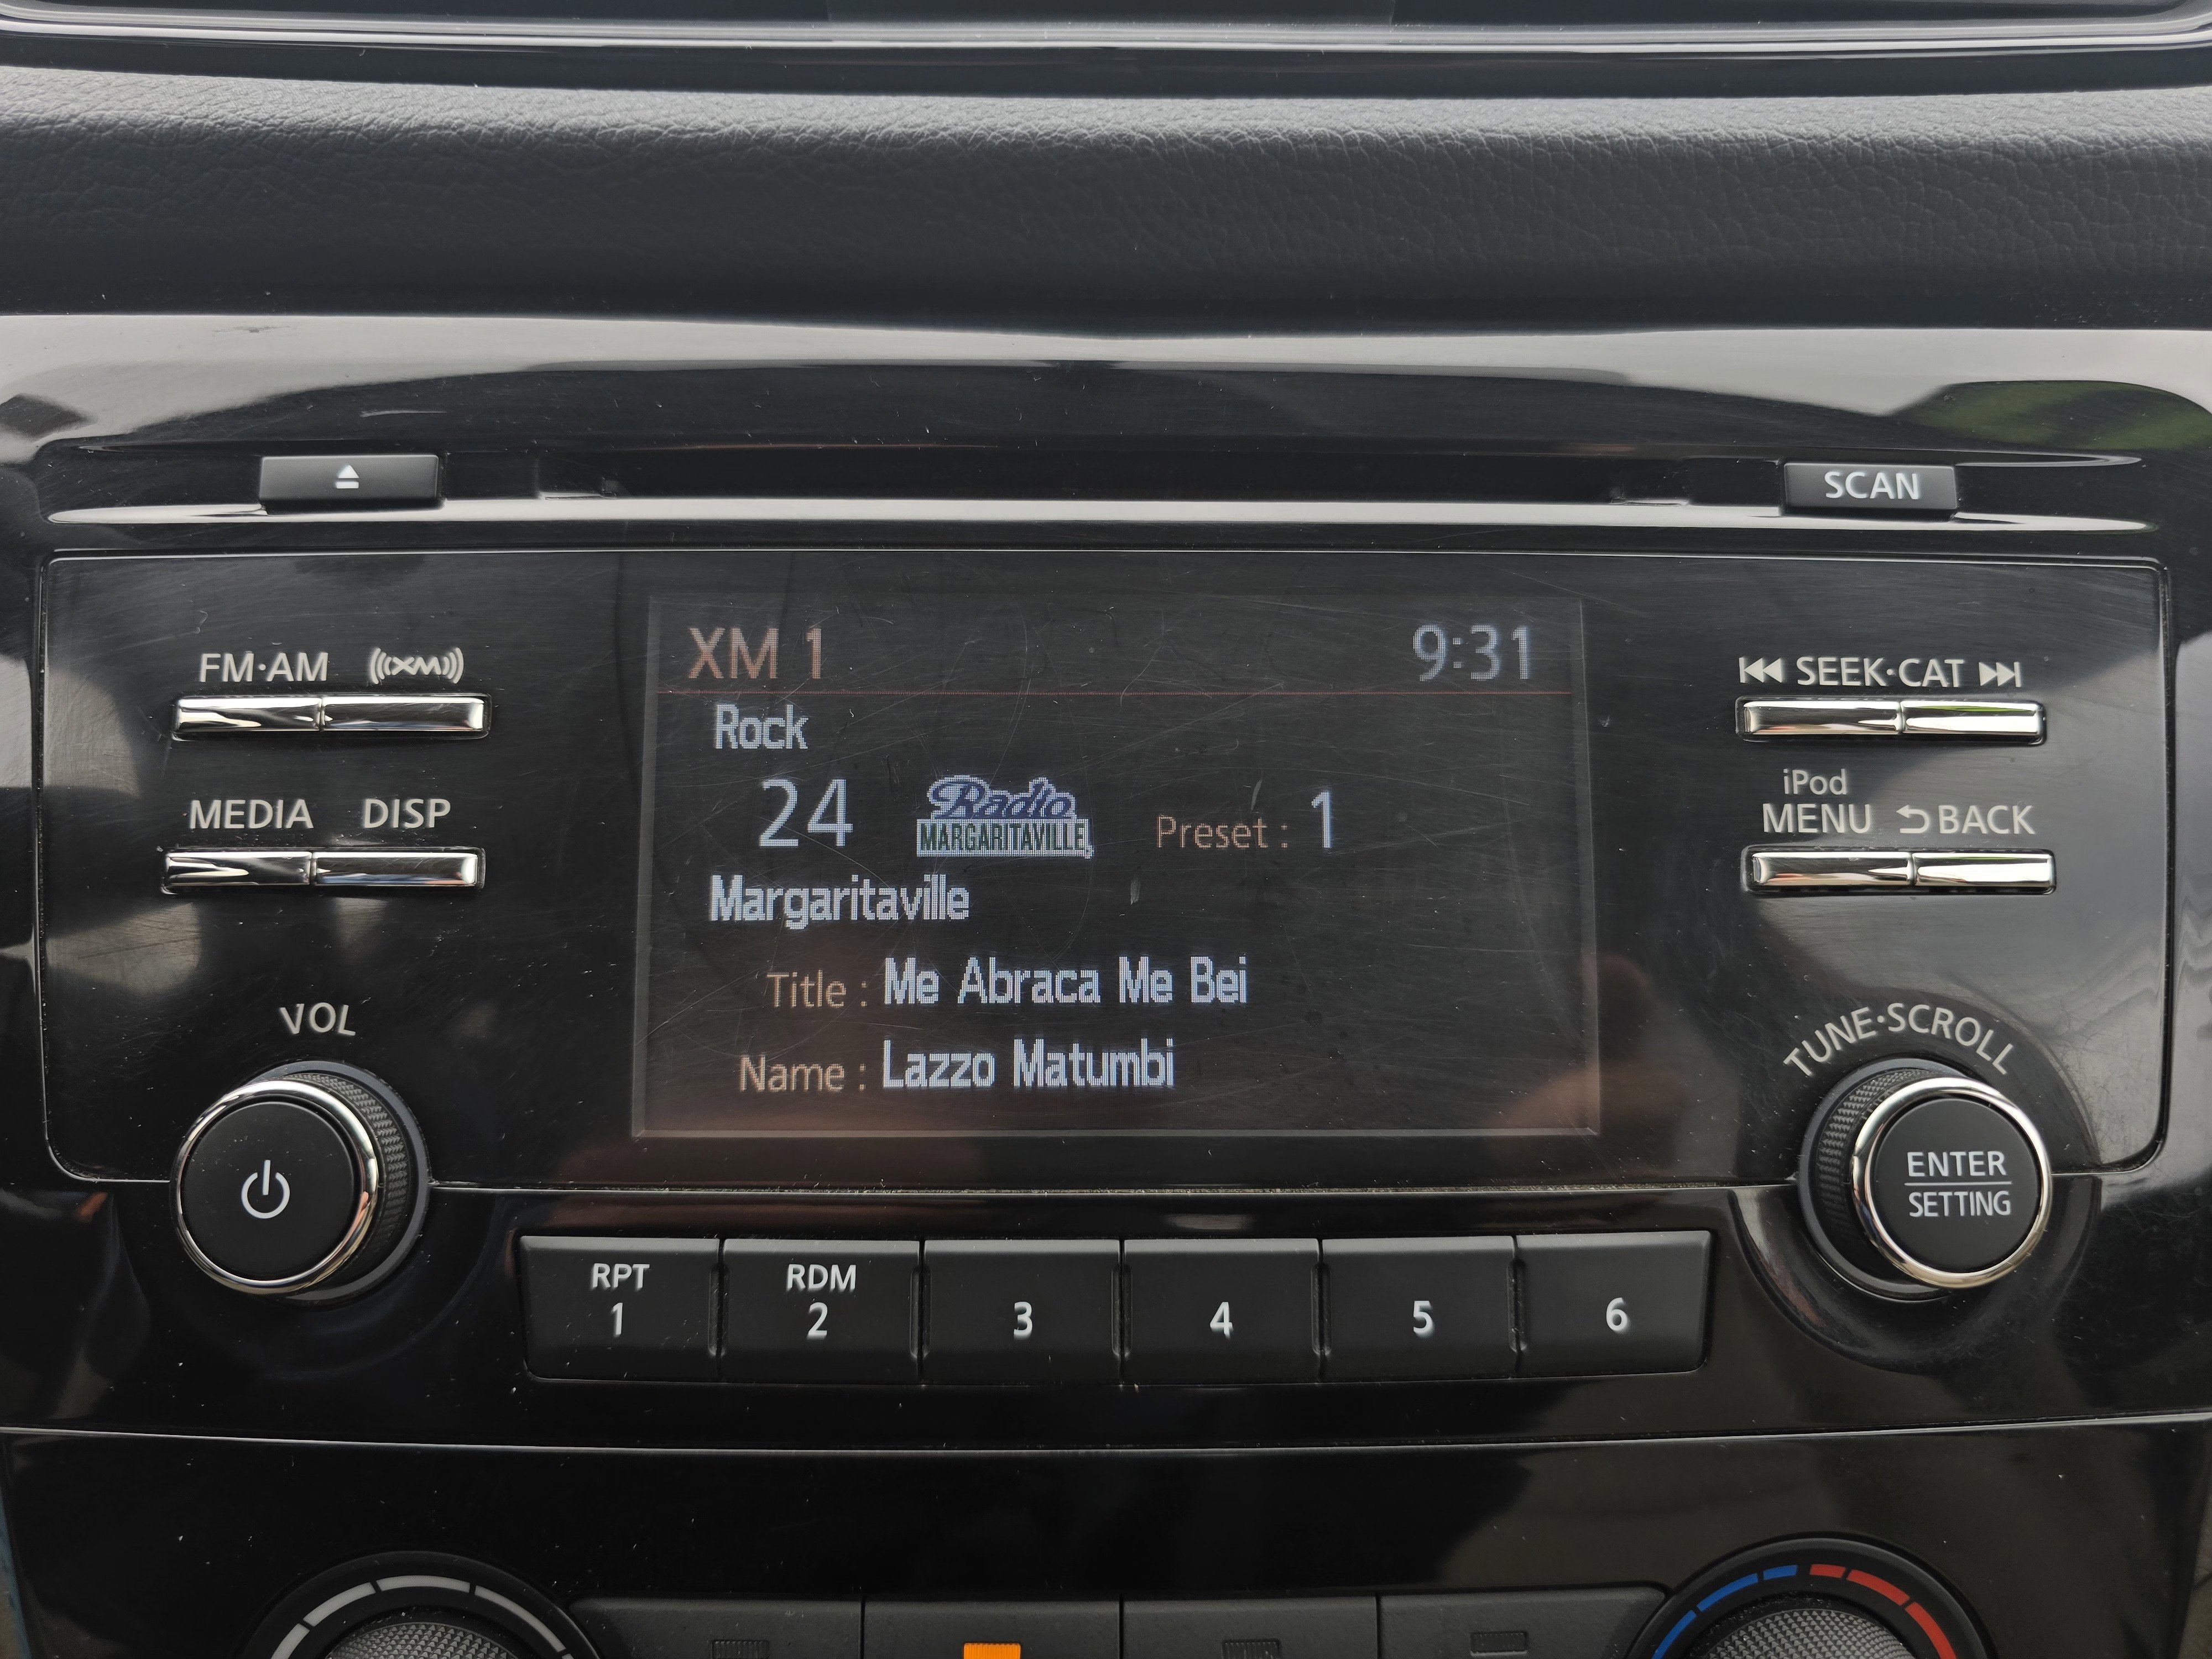 SCAN
FM·AM
XM
MEDIA
DISP
VOL
XM 1
9:31
Rock
24
Radio
MARGARITAVILLE
Preset : 1
Margaritaville
Title : Me Abraca Me Bei
Name : Lazzo Matumbi
SEEK·CAT
iPod
MENU
BACK
TUNE·SCROLL
ENTER
SETTING
RPT
1
RDM
2
3
4
5
6